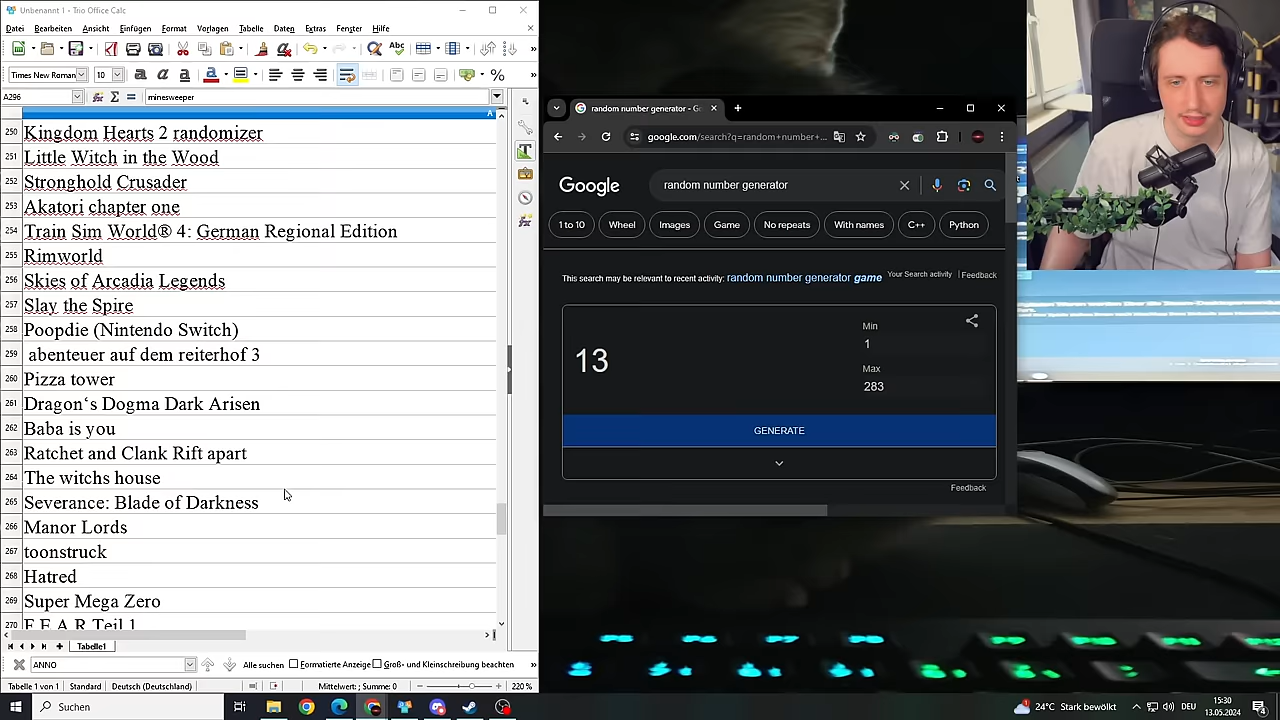 Unbenannt 1 - Trio Office Calc
Datei Bearbeiten Ansicht Einfügen Format Vorlagen Tabelle Daten Extras Fenster Hilfe
Times New Roman 10
A296 minesweeper
A
250 Kingdom Hearts 2 randomizer
251 Little Witch in the Wood
252 Stronghold Crusader
253 Akatori chapter one
254 Train Sim World® 4: German Regional Edition
255 Rimworld
256 Skies of Arcadia Legends
257 Slay the Spire
258 Poopdie (Nintendo Switch)
259 abenteuer auf dem reiterhof 3
260 Pizza tower
261 Dragon‘s Dogma Dark Arisen
262 Baba is you
263 Ratchet and Clank Rift apart
264 The witchs house
265 Severance: Blade of Darkness
266 Manor Lords
267 toonstruck
268 Hatred
269 Super Mega Zero
270 F.E.A.R Teil 1
Tabelle1
ANNO Alle suchen Formatierte Anzeige Groß- und Kleinschreibung beachten
Tabelle 1 von 1 Standard Deutsch (Deutschland) Mittelwert: ; Summe: 0 220 %
random number generator - G
google.com/search?q=random+number+...
Google random number generator
1 to 10 Wheel Images Game No repeats With names C++ Python
This search may be relevant to recent activity: random number generator game
Your Search activity | Feedback
13
Min
1
Max
283
GENERATE
Feedback
Suchen
24°C Stark bewölkt DEU 15:30
13.05.2024